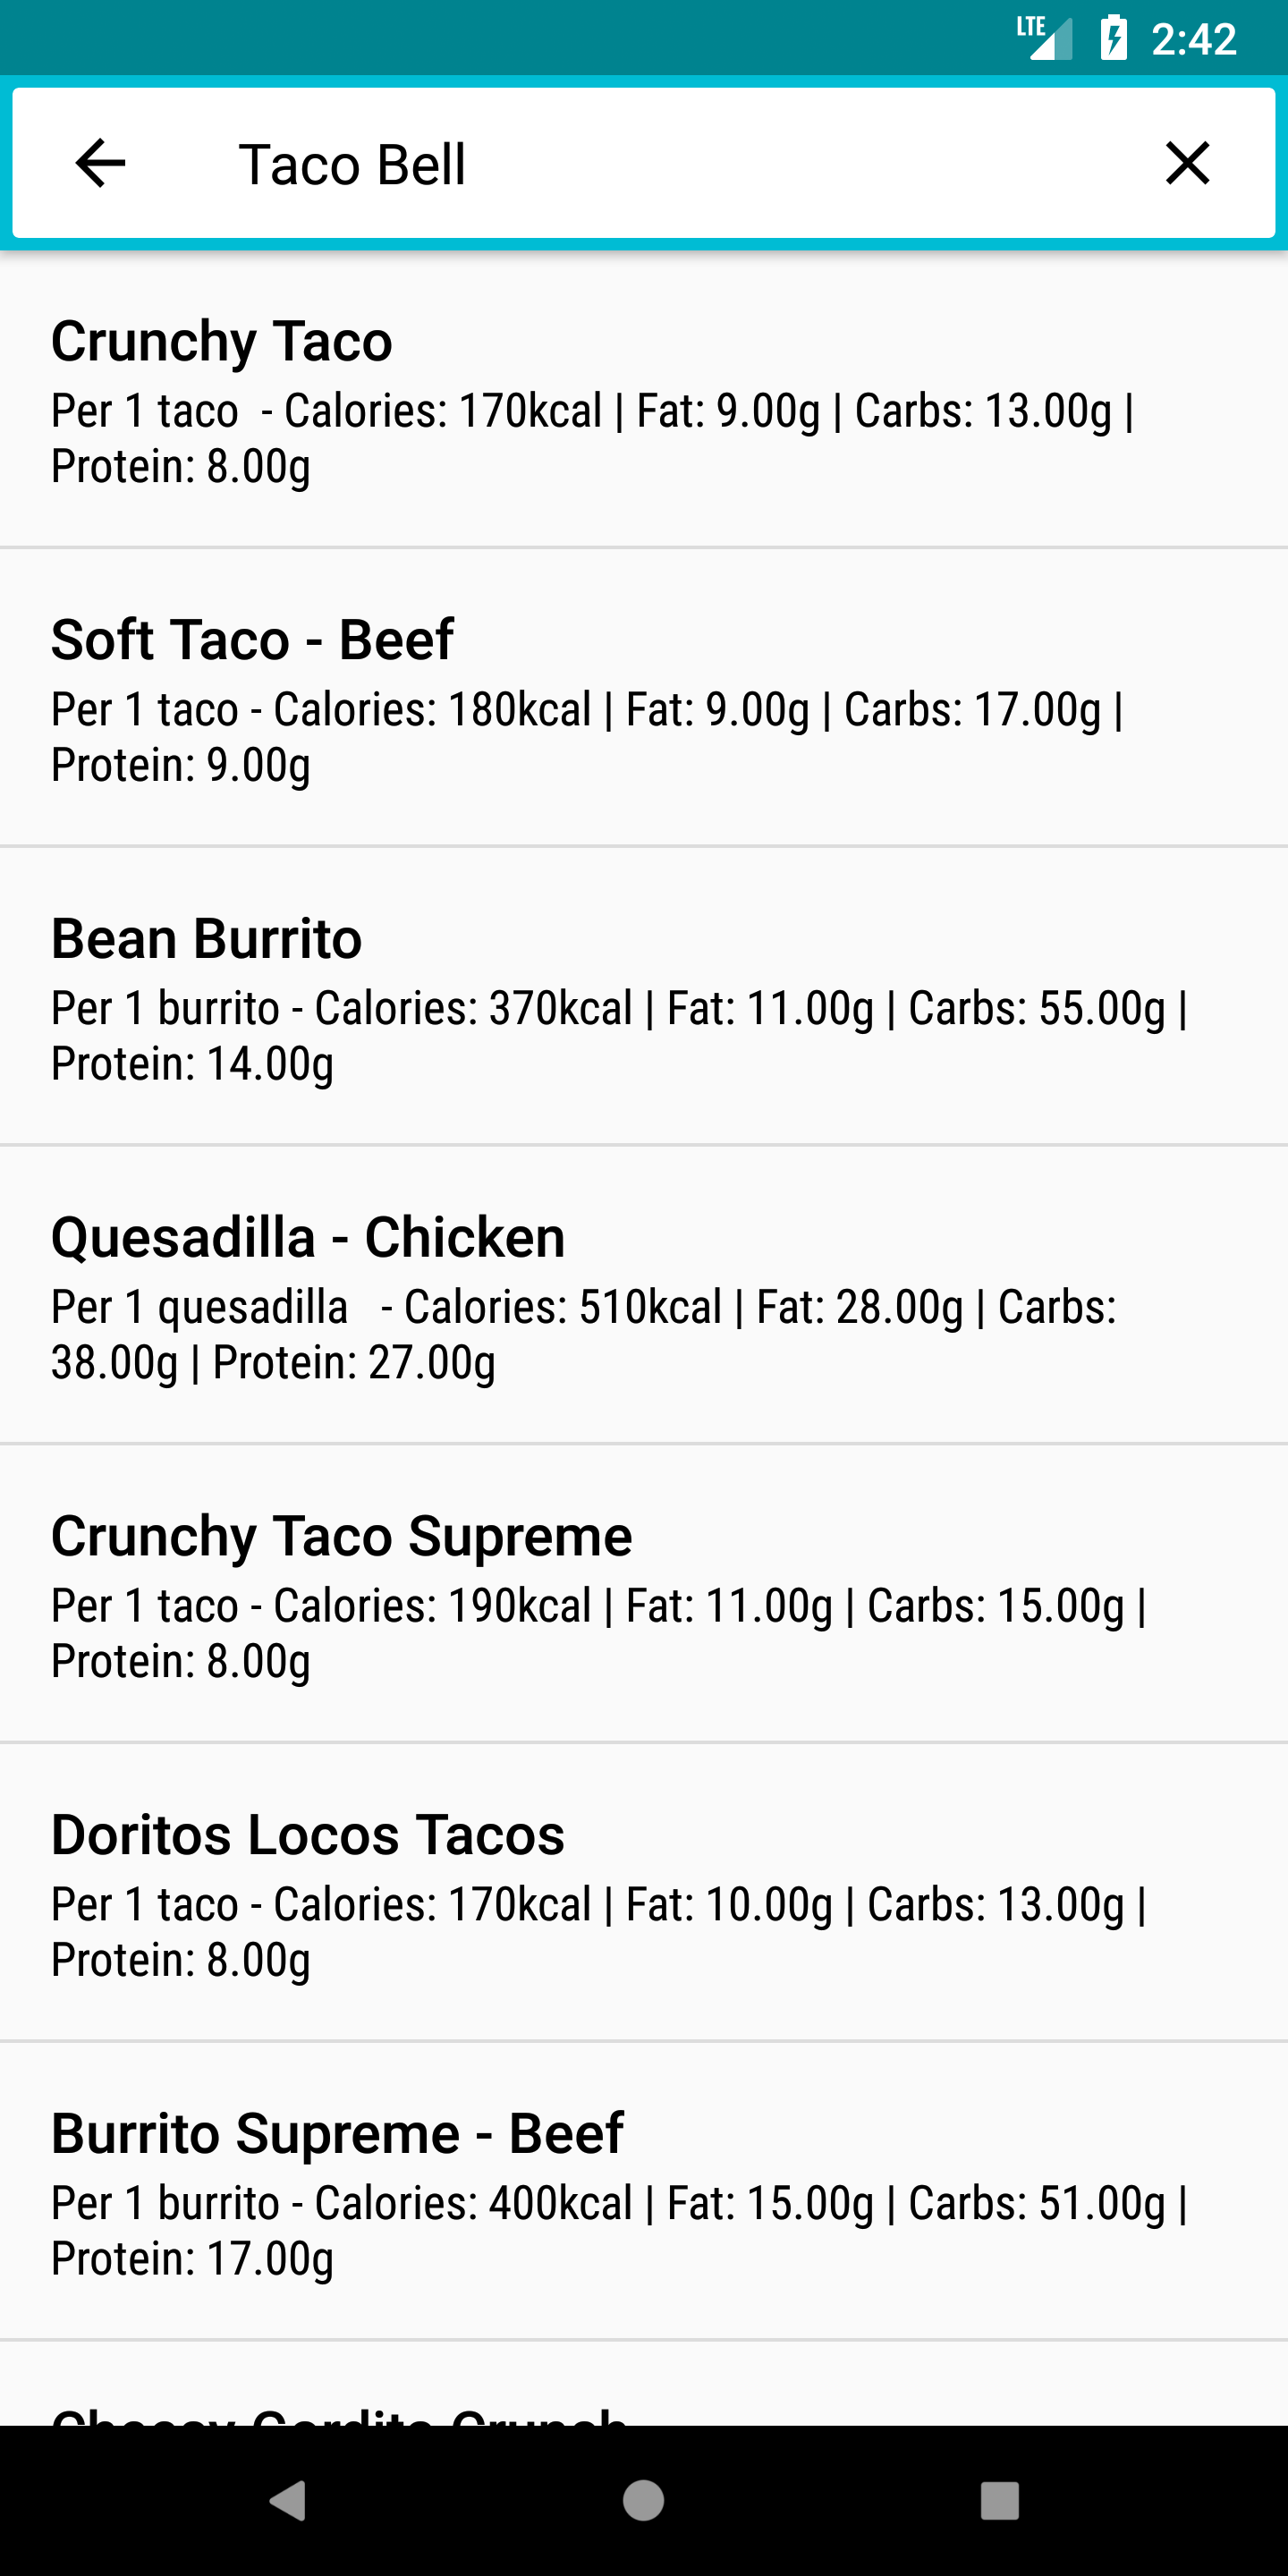 LTE 2:42
Taco Bell
Crunchy Taco
Per 1 taco  - Calories: 170kcal | Fat: 9.00g | Carbs: 13.00g |
Protein: 8.00g
Soft Taco - Beef
Per 1 taco - Calories: 180kcal | Fat: 9.00g | Carbs: 17.00g |
Protein: 9.00g
Bean Burrito
Per 1 burrito - Calories: 370kcal | Fat: 11.00g | Carbs: 55.00g |
Protein: 14.00g
Quesadilla - Chicken
Per 1 quesadilla   - Calories: 510kcal | Fat: 28.00g | Carbs:
38.00g | Protein: 27.00g
Crunchy Taco Supreme
Per 1 taco - Calories: 190kcal | Fat: 11.00g | Carbs: 15.00g |
Protein: 8.00g
Doritos Locos Tacos
Per 1 taco - Calories: 170kcal | Fat: 10.00g | Carbs: 13.00g |
Protein: 8.00g
Burrito Supreme - Beef
Per 1 burrito - Calories: 400kcal | Fat: 15.00g | Carbs: 51.00g |
Protein: 17.00g
Cheesy Gordita Crunch